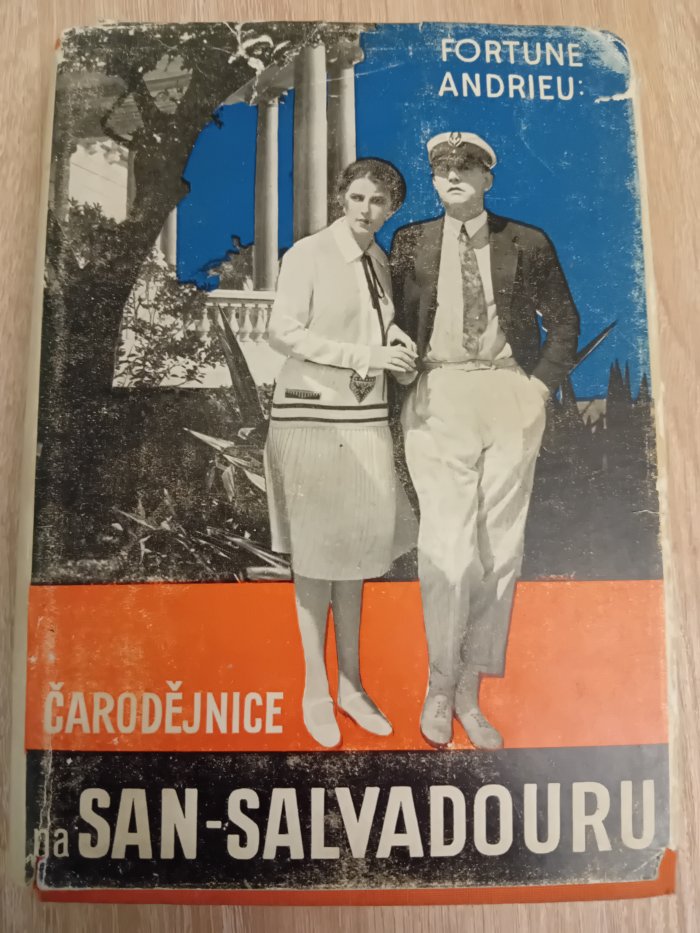 FORTUNE
ANDRIEU:
ČARODĚJNICE
na SAN-SALVADOURU